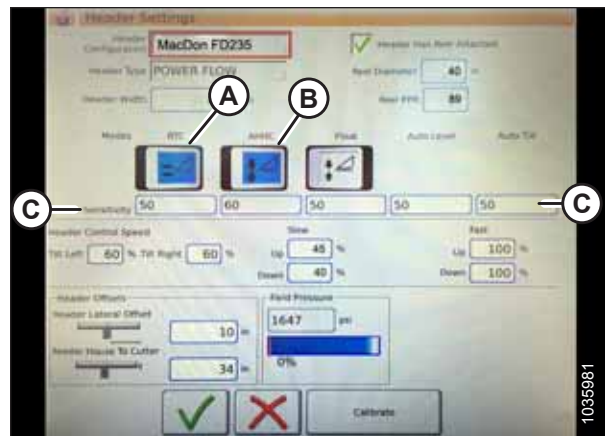 Header Settings
Header Configuration MacDon FD235
Header Has Reel Attached
Header Type POWER FLOW
Reel Diameter 40 in
Header Width
Reel PPR 89
A
B
Modes RTC AHHC Float Auto Level Auto Tilt
C Sensitivity 50 60 50 50 50 C
Header Control Speed
Slow
Fast
Tilt Left 60 % Tilt Right 60 % Up 45 % Up 100 %
Down 40 % Down 100 %
Header Offsets
Field Pressure
Header Lateral Offset
10 in
1647 psi
Feeder House To Cutter
34 in
0%
Calibrate
1035981